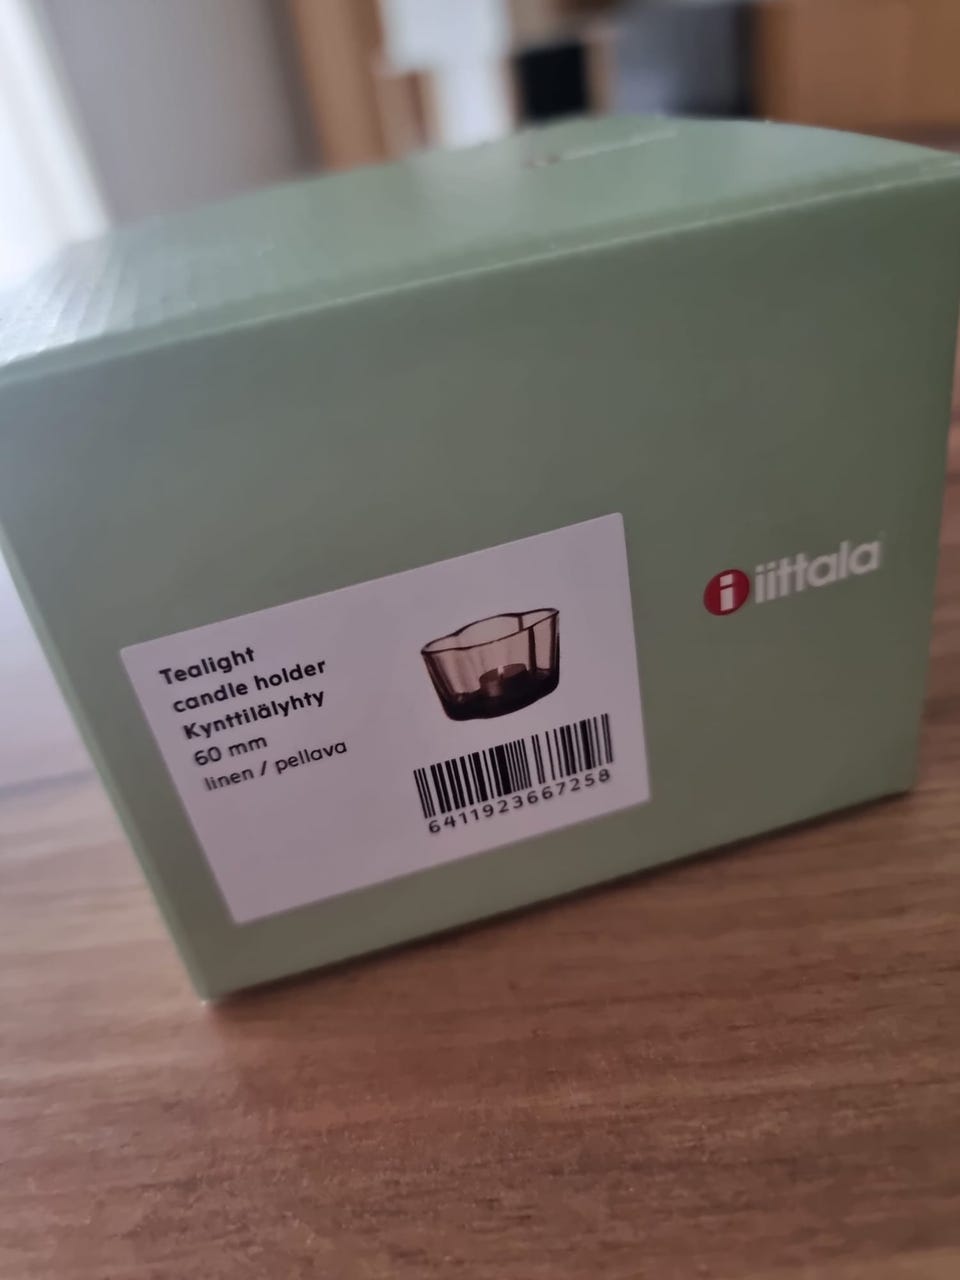 Tealight
candle holder
Kynttilälyhty
60 mm
linen / pellava
6411923667258
i iittala